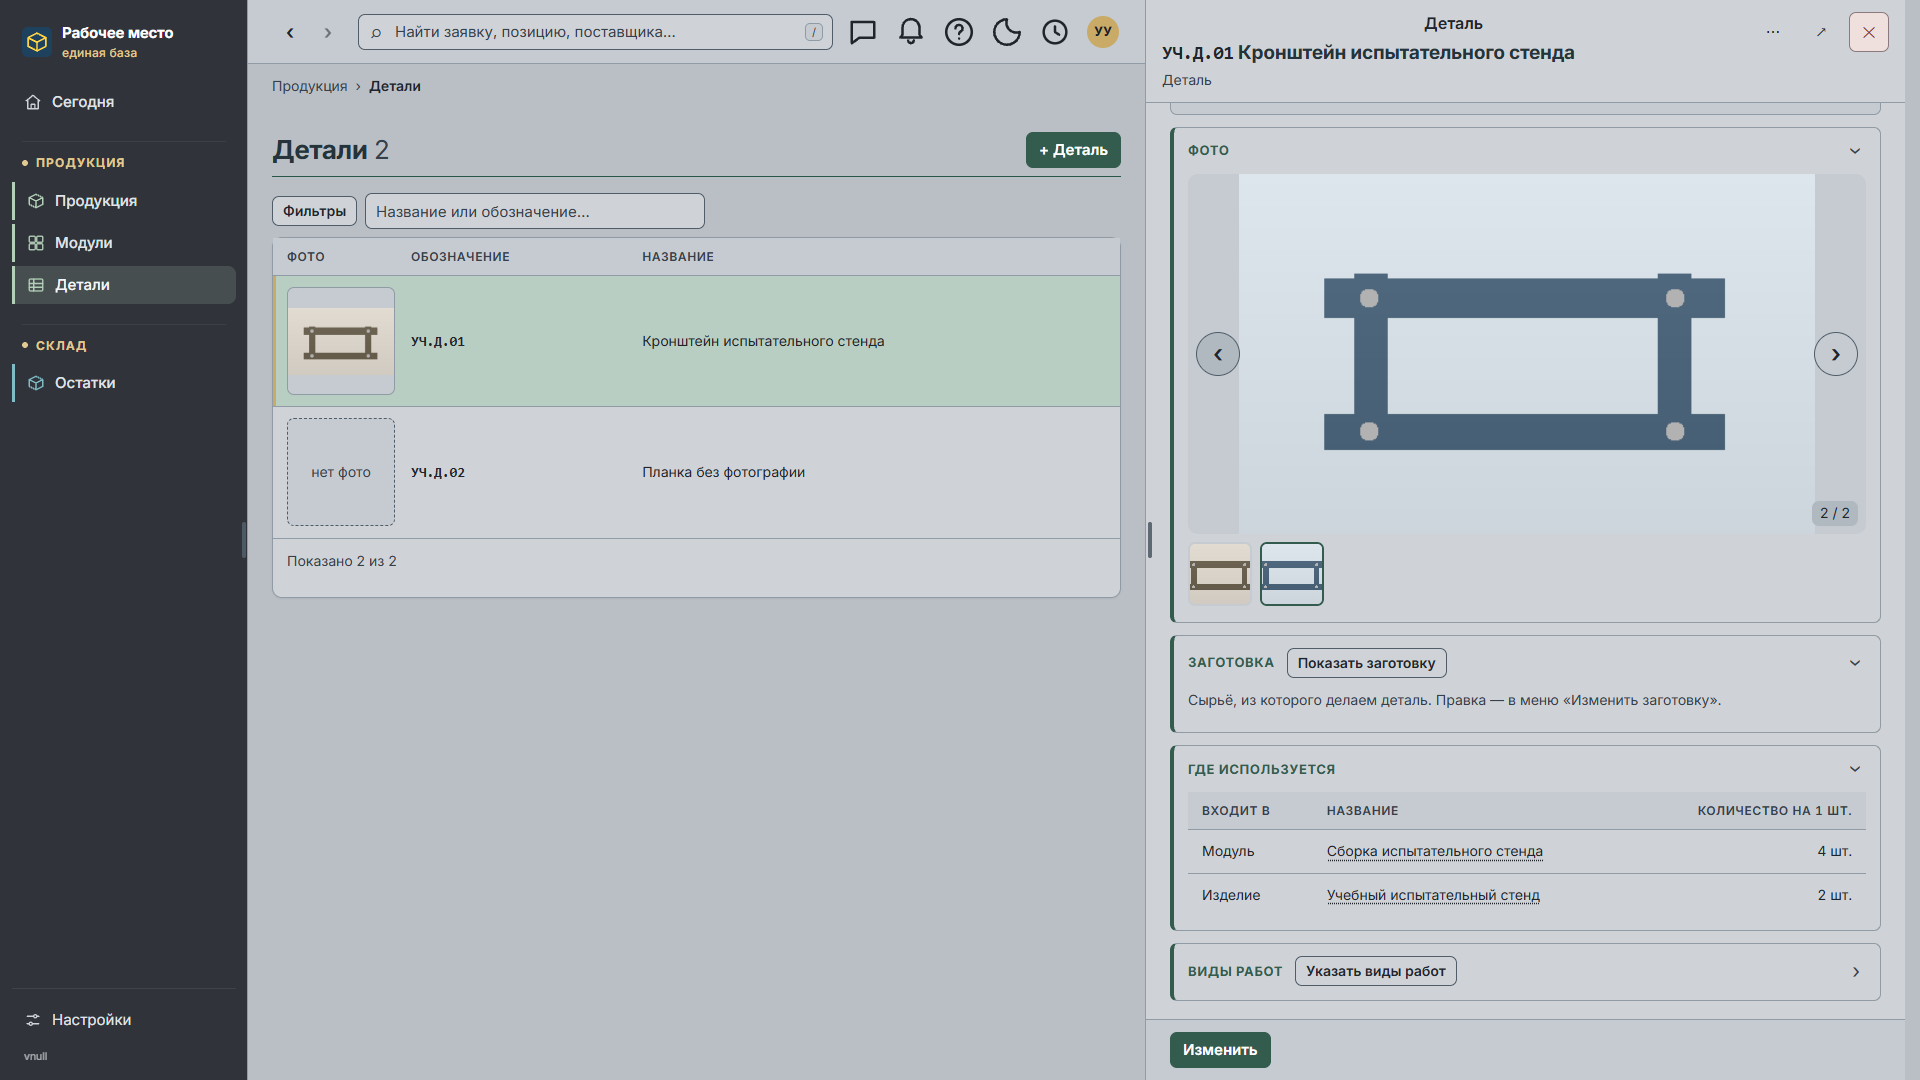 Рабочее место
единая база
Сегодня
ПРОДУКЦИЯ
Продукция
Модули
Детали
СКЛАД
Остатки
Настройки
vnull
Найти заявку, позицию, поставщика...
/
УУ
Продукция › Детали
Детали 2
+ Деталь
Фильтры
Название или обозначение...
ФОТО ОБОЗНАЧЕНИЕ НАЗВАНИЕ
УЧ.Д.01 Кронштейн испытательного стенда
нет фото УЧ.Д.02 Планка без фотографии
Показано 2 из 2
Деталь
УЧ.Д.01 Кронштейн испытательного стенда
Деталь
ФОТО
2 / 2
ЗАГОТОВКА Показать заготовку
Сырьё, из которого делаем деталь. Правка — в меню «Изменить заготовку».
ГДЕ ИСПОЛЬЗУЕТСЯ
ВХОДИТ В НАЗВАНИЕ КОЛИЧЕСТВО НА 1 ШТ.
Модуль Сборка испытательного стенда 4 шт.
Изделие Учебный испытательный стенд 2 шт.
ВИДЫ РАБОТ Указать виды работ
Изменить